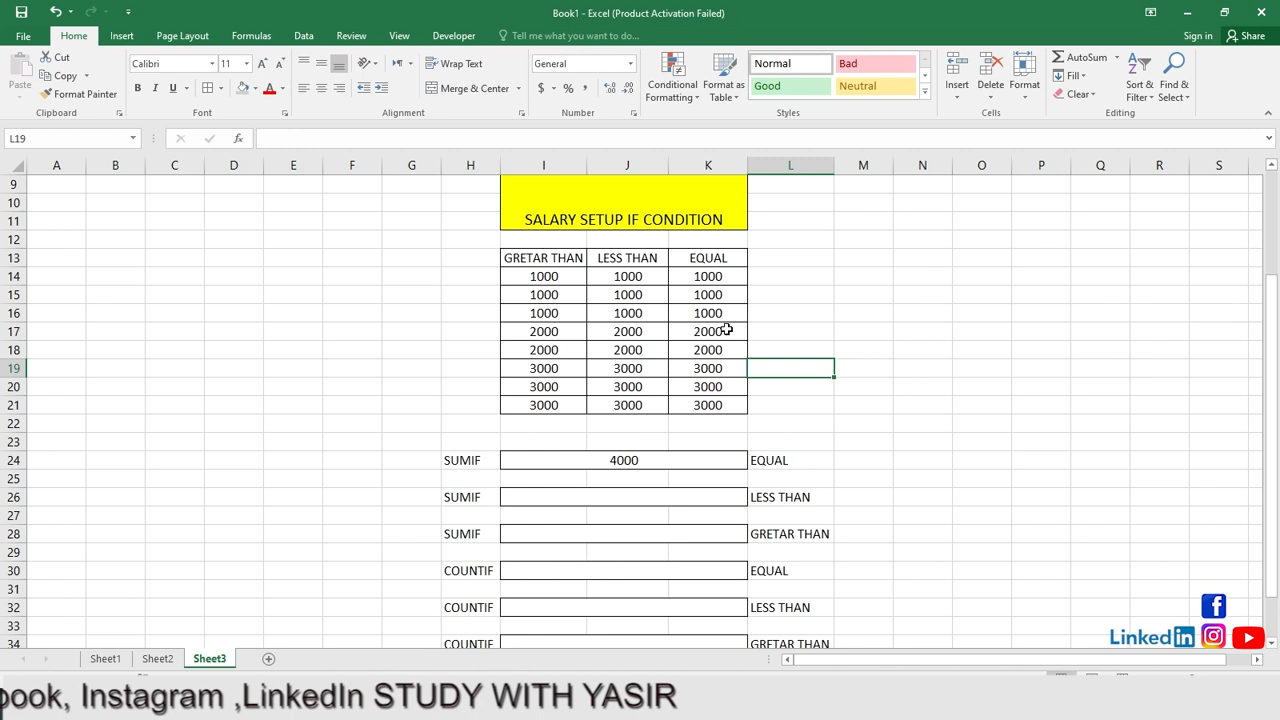 Book1 - Excel (Product Activation Failed)
File Home Insert Page Layout Formulas Data Review View Developer Tell me what you want to do... Sign in Share
Paste Cut Copy Format Painter Clipboard
Calibri 11 A A B I U A Font
Wrap Text Merge & Center Alignment
General $ % , Number
Conditional Formatting Format as Table Normal Bad Good Neutral Styles
Insert Delete Format Cells
AutoSum Fill Clear Sort & Filter Find & Select Editing
L19 fx
A B C D E F G H I J K L M N O P Q R S
9
10
11 SALARY SETUP IF CONDITION
12
13 GRETAR THAN LESS THAN EQUAL
14 1000 1000 1000
15 1000 1000 1000
16 1000 1000 1000
17 2000 2000 2000
18 2000 2000 2000
19 3000 3000 3000
20 3000 3000 3000
21 3000 3000 3000
22
23
24 SUMIF 4000 EQUAL
25
26 SUMIF LESS THAN
27
28 SUMIF GRETAR THAN
29
30 COUNTIF EQUAL
31
32 COUNTIF LESS THAN
33
34 COUNTIF GRETAR THAN
Linked in
Sheet1 Sheet2 Sheet3
book, Instagram ,LinkedIn STUDY WITH YASIR